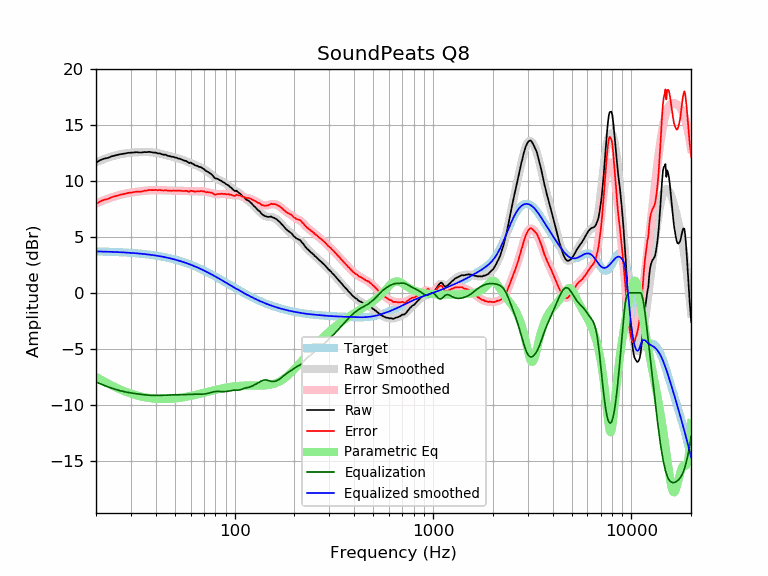 SoundPeats Q8
20
15
10
5
0
−5
−10
−15
Amplitude (dBr)
Target
Raw Smoothed
Error Smoothed
Raw
Error
Parametric Eq
Equalization
Equalized smoothed
100
1000
10000
Frequency (Hz)